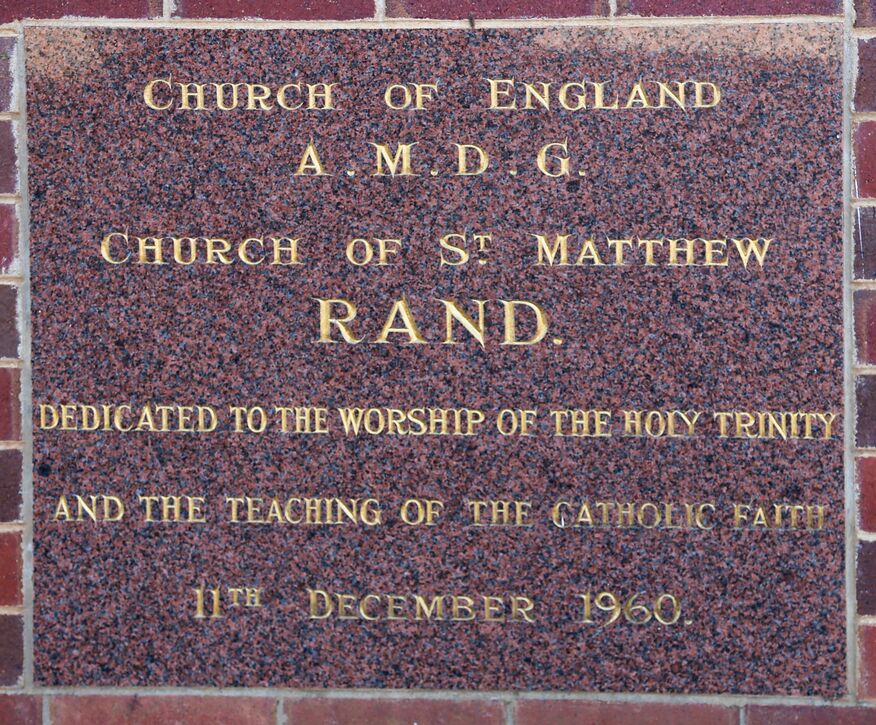 CHURCH OF ENGLAND
A.M.D.G.
CHURCH OF ST. MATTHEW
RAND.
DEDICATED TO THE WORSHIP OF THE HOLY TRINITY
AND THE TEACHING OF THE CATHOLIC FAITH
11TH DECEMBER 1960.